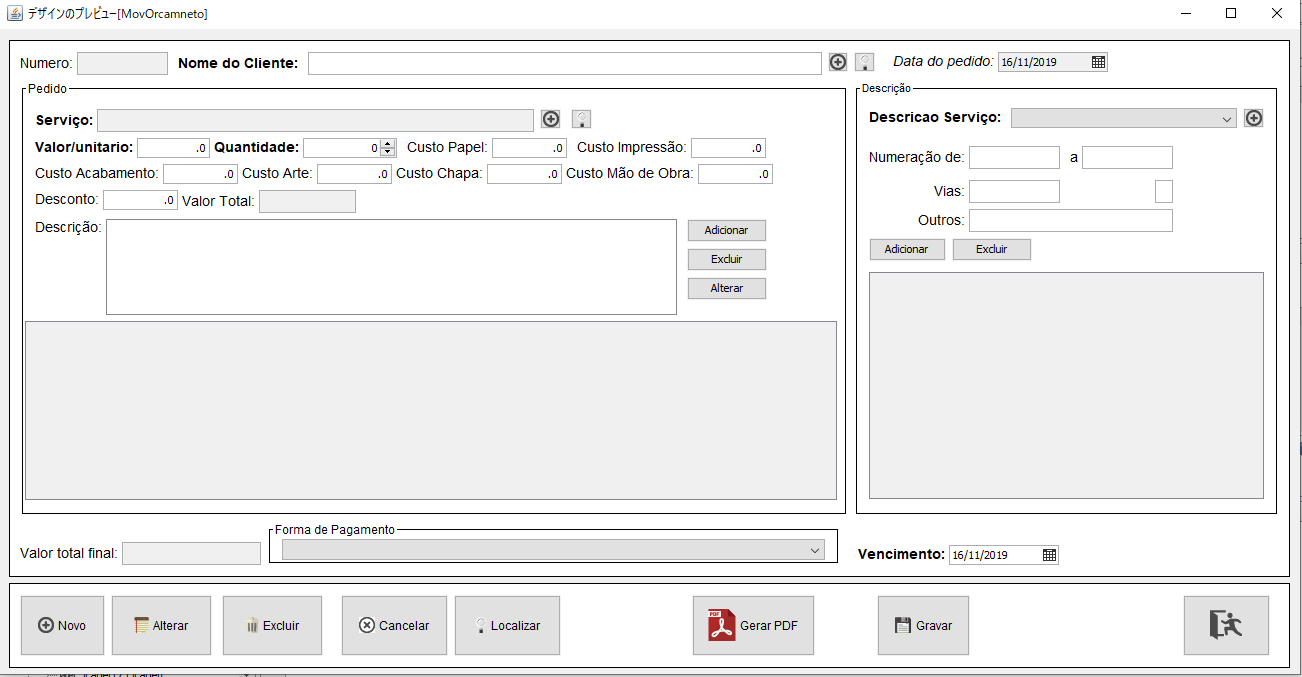 デザインのプレビュー[MovOrcamneto]
Numero: Nome do Cliente: Data do pedido: 16/11/2019
Pedido
Serviço:
Valor/unitario: .0 Quantidade: 0 Custo Papel: .0 Custo Impressão: .0
Custo Acabamento: .0 Custo Arte: .0 Custo Chapa: .0 Custo Mão de Obra: .0
Desconto: .0 Valor Total:
Descrição:
Adicionar
Excluir
Alterar
Descrição
Descricao Serviço:
Numeração de: a
Vias:
Outros:
Adicionar Excluir
Valor total final:
Forma de Pagamento
Vencimento: 16/11/2019
Novo Alterar Excluir Cancelar Localizar PDF Gerar PDF Gravar